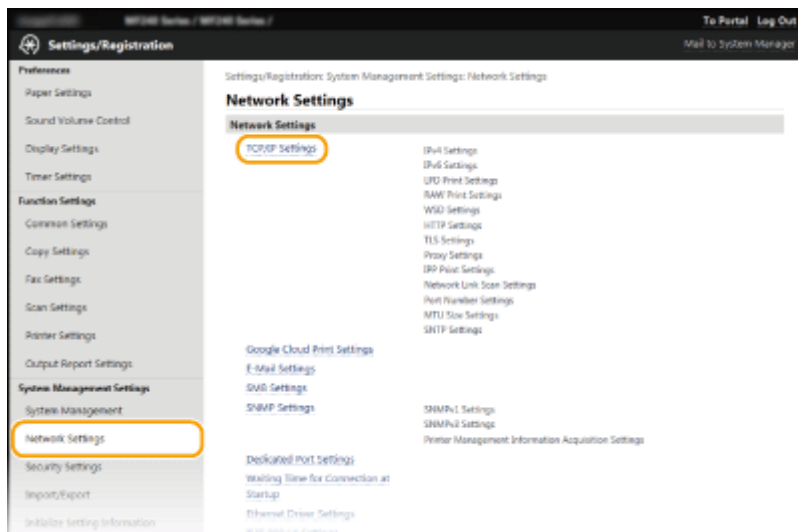 MF240 Series / MF240 Series /
To Portal Log Out
Settings/Registration
Mail to System Manager
Preferences
Paper Settings
Sound Volume Control
Display Settings
Timer Settings
Function Settings
Common Settings
Copy Settings
Fax Settings
Scan Settings
Printer Settings
Output Report Settings
System Management Settings
System Management
Network Settings
Security Settings
Import/Export
Initialize Setting Information
Settings/Registration: System Management Settings: Network Settings
Network Settings
Network Settings
TCP/IP Settings
IPv4 Settings
IPv6 Settings
LPD Print Settings
RAW Print Settings
WSD Settings
HTTP Settings
TLS Settings
Proxy Settings
IPP Print Settings
Network Link Scan Settings
Port Number Settings
MTU Size Settings
SNTP Settings
Google Cloud Print Settings
E-Mail Settings
SMB Settings
SNMP Settings
SNMPv1 Settings
SNMPv3 Settings
Printer Management Information Acquisition Settings
Dedicated Port Settings
Waiting Time for Connection at
Startup
Ethernet Driver Settings